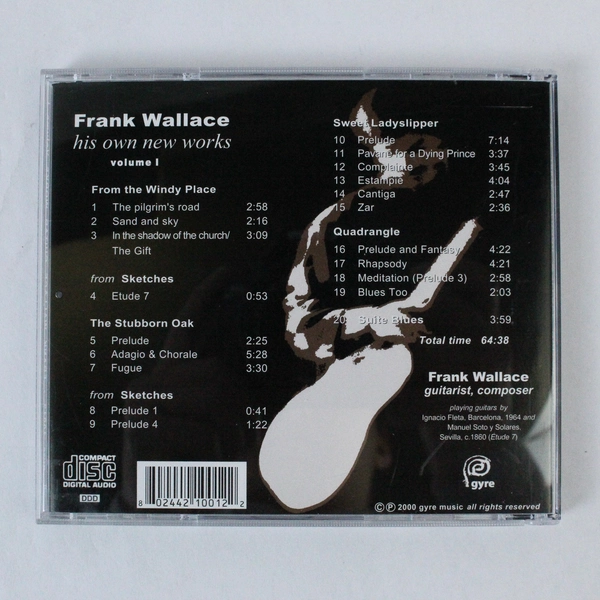 Frank Wallace
his own new works
volume I
From the Windy Place
1 The pilgrim's road 2:58
2 Sand and sky 2:16
3 In the shadow of the church/ 3:09
The Gift
from Sketches
4 Etude 7 0:53
The Stubborn Oak
5 Prelude 2:25
6 Adagio & Chorale 5:28
7 Fugue 3:30
from Sketches
8 Prelude 1 0:41
9 Prelude 4 1:22
Sweet Ladyslipper
10 Prelude 7:14
11 Pavane for a Dying Prince 3:37
12 Complainte 3:45
13 Estampie 4:04
14 Cantiga 2:47
15 Zar 2:36
Quadrangle
16 Prelude and Fantasy 4:22
17 Rhapsody 4:21
18 Meditation (Prelude 3) 2:58
19 Blues Too 2:03
20 Suite Blues 3:59
Total time 64:38
Frank Wallace
guitarist, composer
playing guitars by
Ignacio Fleta, Barcelona, 1964 and
Manuel Soto y Solares,
Sevilla, c.1860 (Etude 7)
COMPACT
disc
DIGITAL AUDIO
DDD
8 02442 10012 2
gyre
©℗ 2000 gyre music all rights reserved